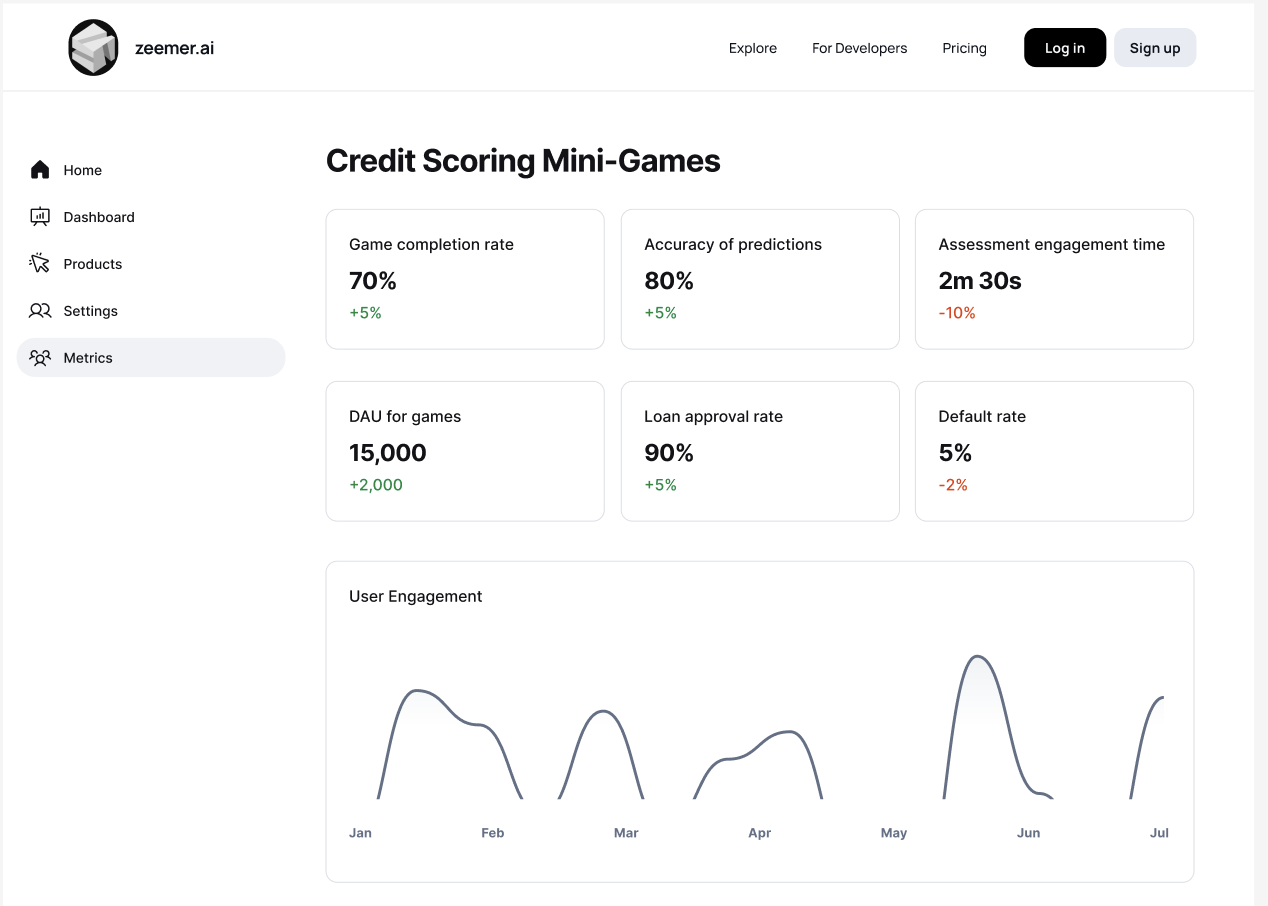 zeemer.ai
Explore For Developers Pricing Log in Sign up
Home
Dashboard
Products
Settings
Metrics
Credit Scoring Mini-Games
Game completion rate
70%
+5%
Accuracy of predictions
80%
+5%
Assessment engagement time
2m 30s
-10%
DAU for games
15,000
+2,000
Loan approval rate
90%
+5%
Default rate
5%
-2%
User Engagement
Jan Feb Mar Apr May Jun Jul